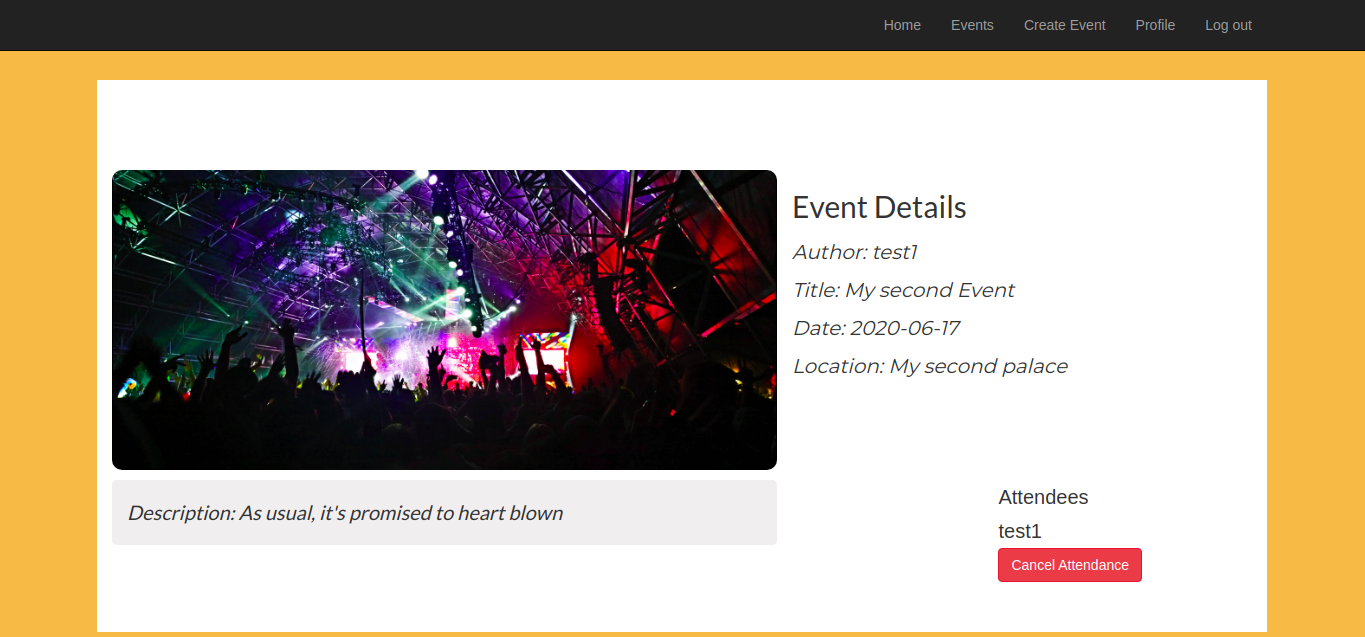 Home Events Create Event Profile Log out
Event Details
Author: test1
Title: My second Event
Date: 2020-06-17
Location: My second palace
Description: As usual, it's promised to heart blown
Attendees
test1
Cancel Attendance